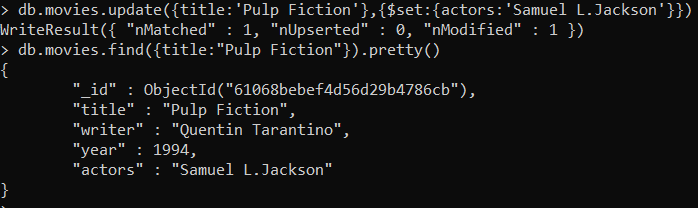 > db.movies.update({title:'Pulp Fiction'},{$set:{actors:'Samuel L.Jackson'}})
WriteResult({ "nMatched" : 1, "nUpserted" : 0, "nModified" : 1 })
> db.movies.find({title:"Pulp Fiction"}).pretty()
{
        "_id" : ObjectId("61068bebef4d56d29b4786cb"),
        "title" : "Pulp Fiction",
        "writer" : "Quentin Tarantino",
        "year" : 1994,
        "actors" : "Samuel L.Jackson"
}